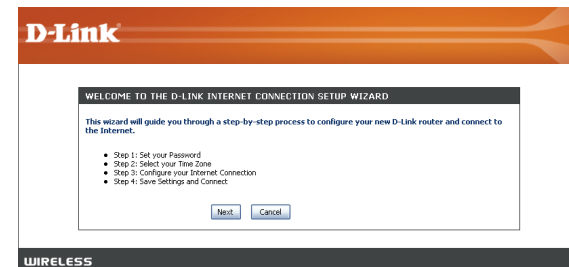 D-Link
WELCOME TO THE D-LINK INTERNET CONNECTION SETUP WIZARD
This wizard will guide you through a step-by-step process to configure your new D-Link router and connect to
the Internet.
• Step 1: Set your Password
• Step 2: Select your Time Zone
• Step 3: Configure your Internet Connection
• Step 4: Save Settings and Connect
Next Cancel
WIRELESS